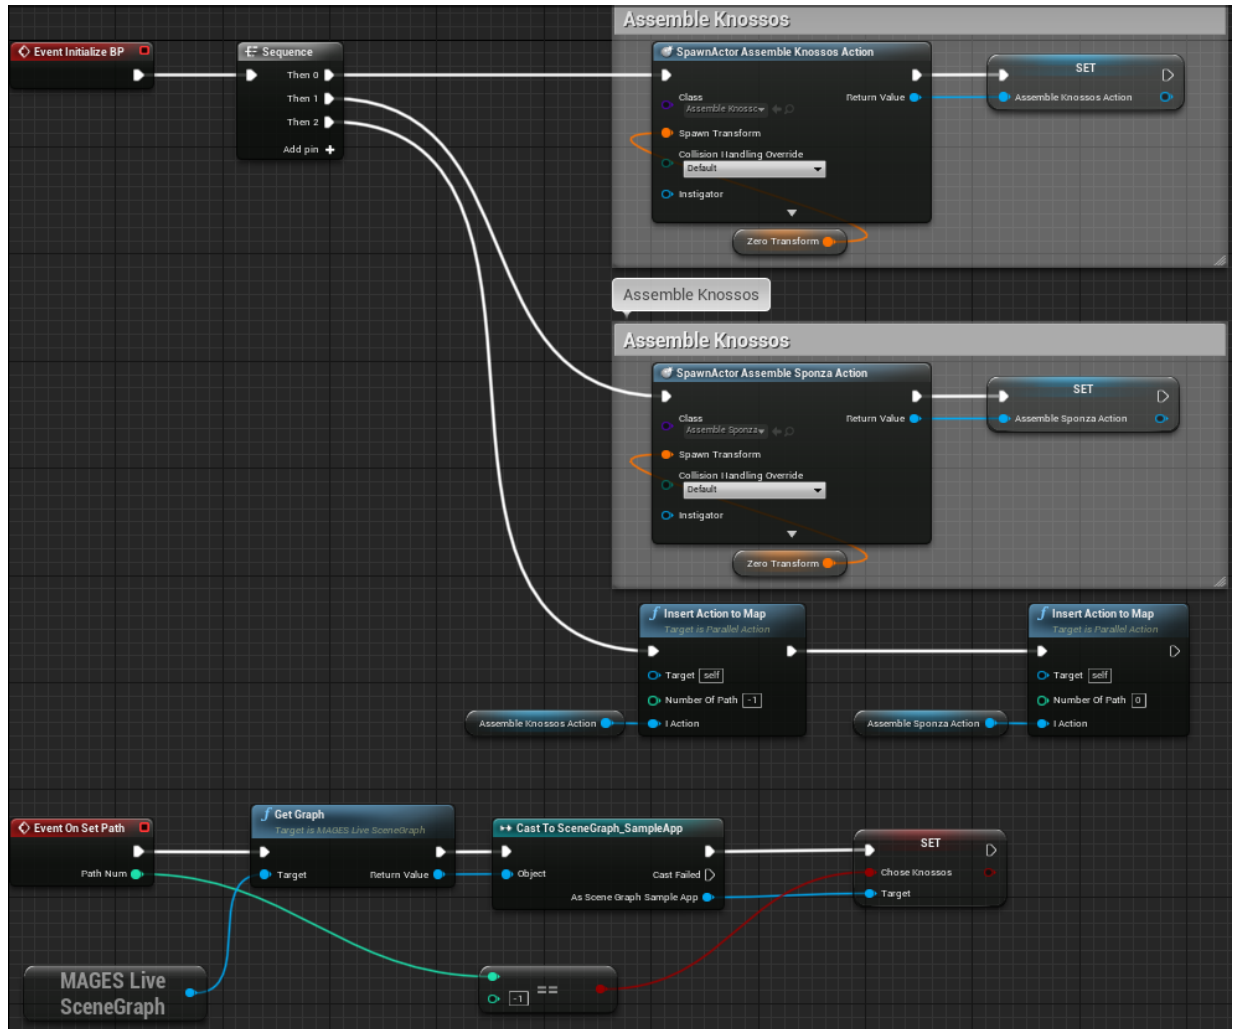 Assemble Knossos
Event Initialize BP
Sequence
Then 0
Then 1
Then 2
Add pin
SpawnActor Assemble Knossos Action
Class
Assemble Knossc
Return Value
Spawn Transform
Collision Handling Override
Default
Instigator
Zero Transform
SET
Assemble Knossos Action
Assemble Knossos
Assemble Knossos
SpawnActor Assemble Sponza Action
Class
Assemble Sponza
Return Value
Spawn Transform
Collision Handling Override
Default
Instigator
Zero Transform
SET
Assemble Sponza Action
Insert Action to Map
Target is Parallel Action
Target self
Number Of Path -1
I Action
Assemble Knossos Action
Insert Action to Map
Target is Parallel Action
Target self
Number Of Path 0
I Action
Assemble Sponza Action
Event On Set Path
Path Num
Get Graph
Target is MAGES Live SceneGraph
Target
Return Value
Cast To SceneGraph_SampleApp
Object
Cast Failed
As Scene Graph Sample App
SET
Chose Knossos
Target
MAGES Live
SceneGraph
-1
==